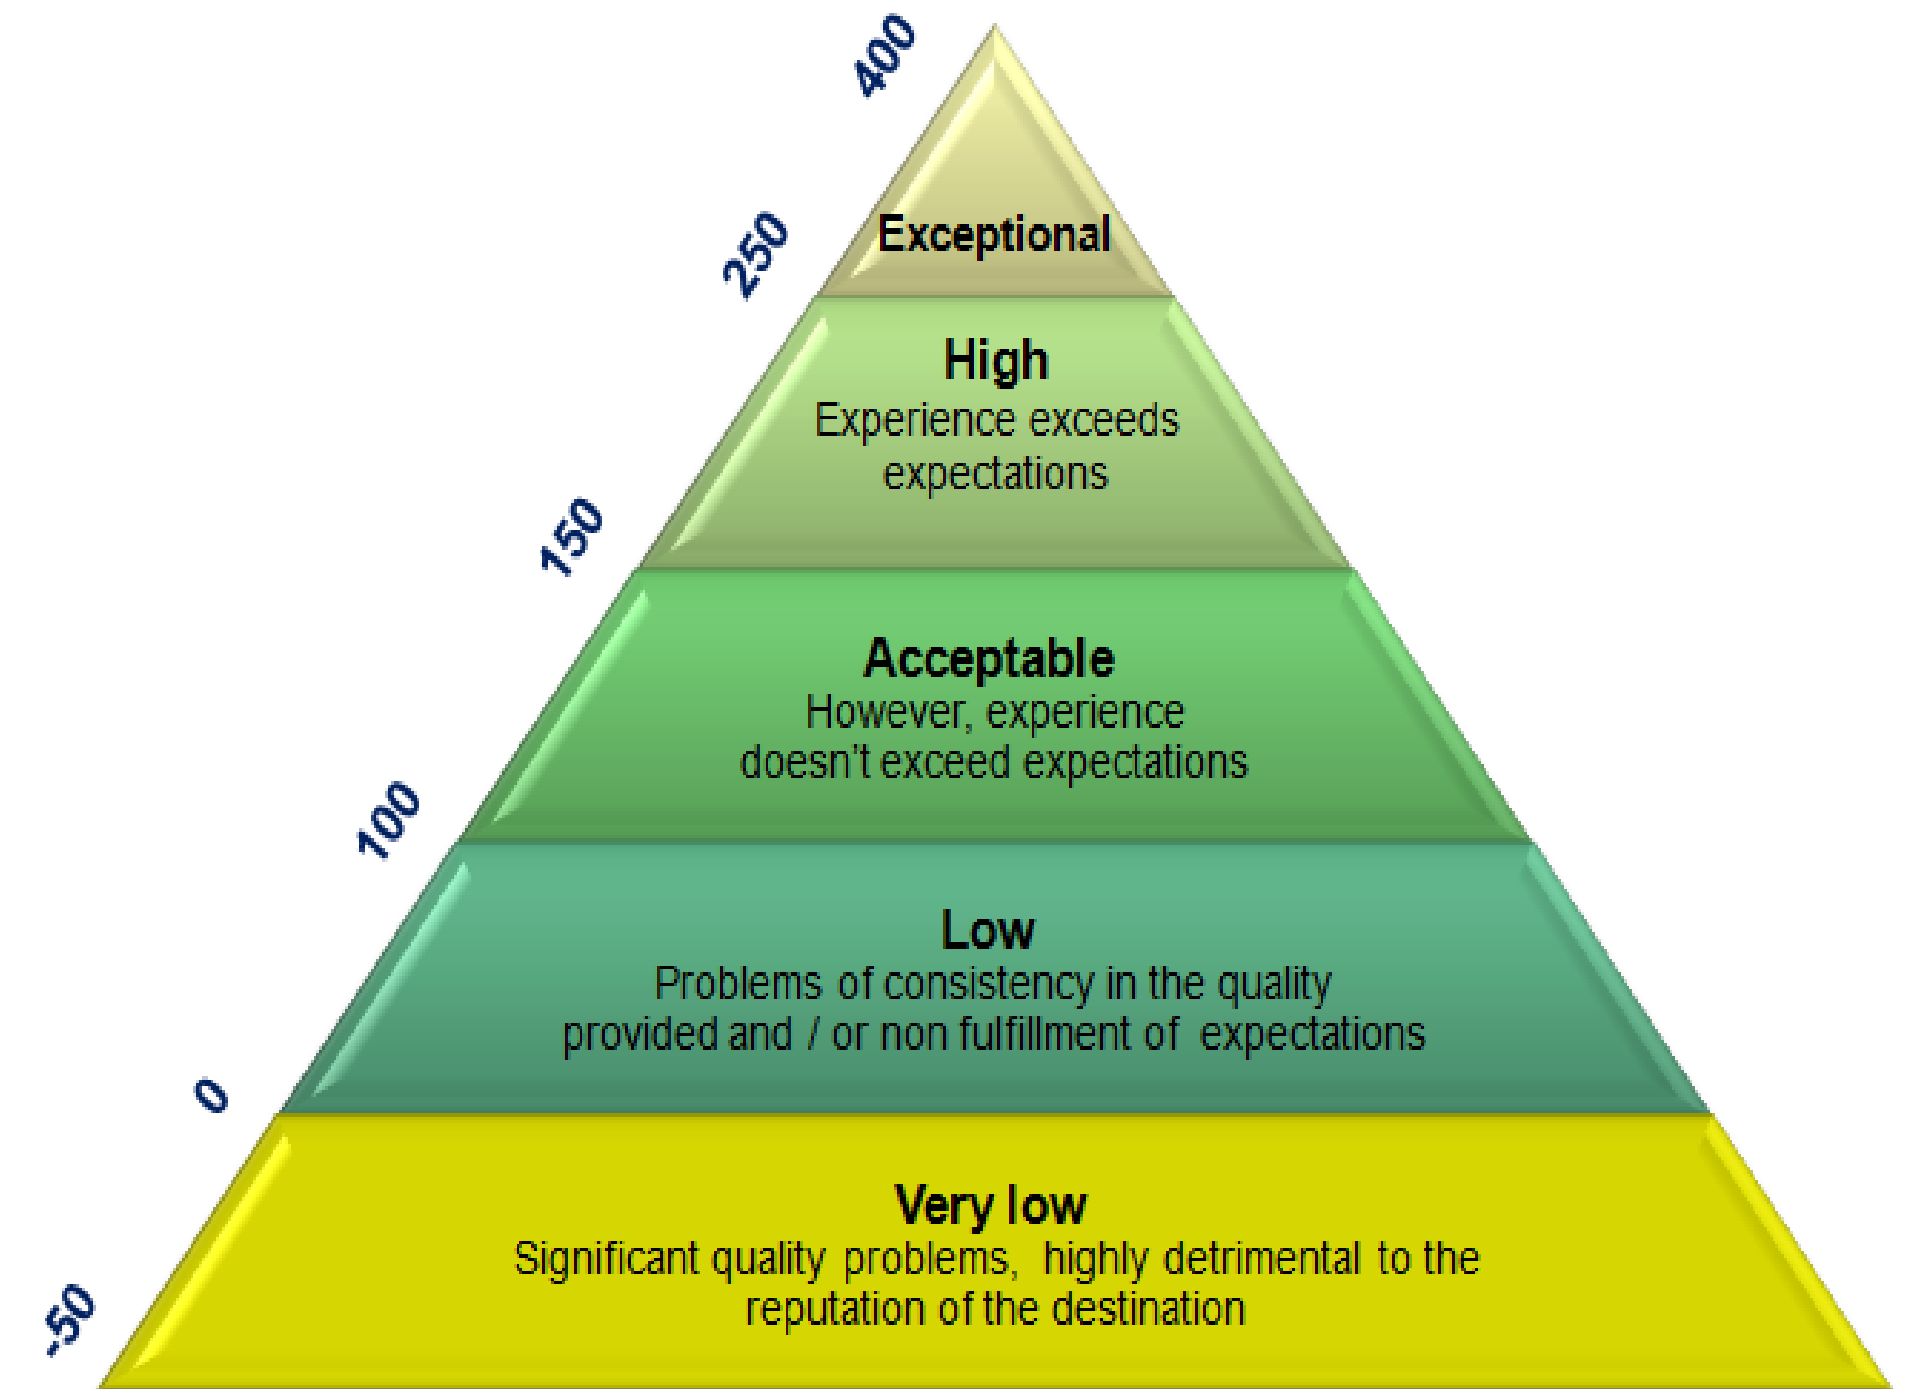 400
250
Exceptional
High
Experience exceeds
expectations
150
Acceptable
However, experience
doesn't exceed expectations
100
Low
Problems of consistency in the quality
provided and / or non fulfillment of expectations
0
Very low
Significant quality problems, highly detrimental to the
reputation of the destination
-50